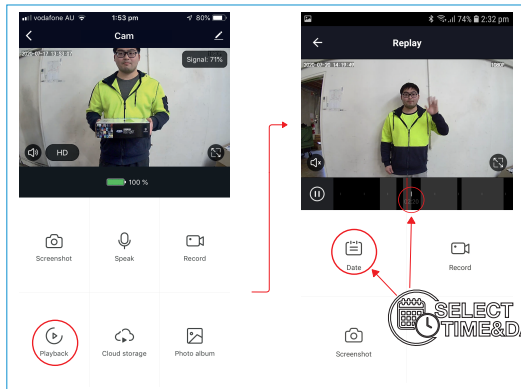 vodafone AU
1:53 pm
80%
Cam
Signal: 71%
HD
100 %
Screenshot
Speak
Record
Playback
Cloud storage
Photo album
74% 2:32 pm
Replay
Date
Record
SELECT
TIME&DA
Screenshot